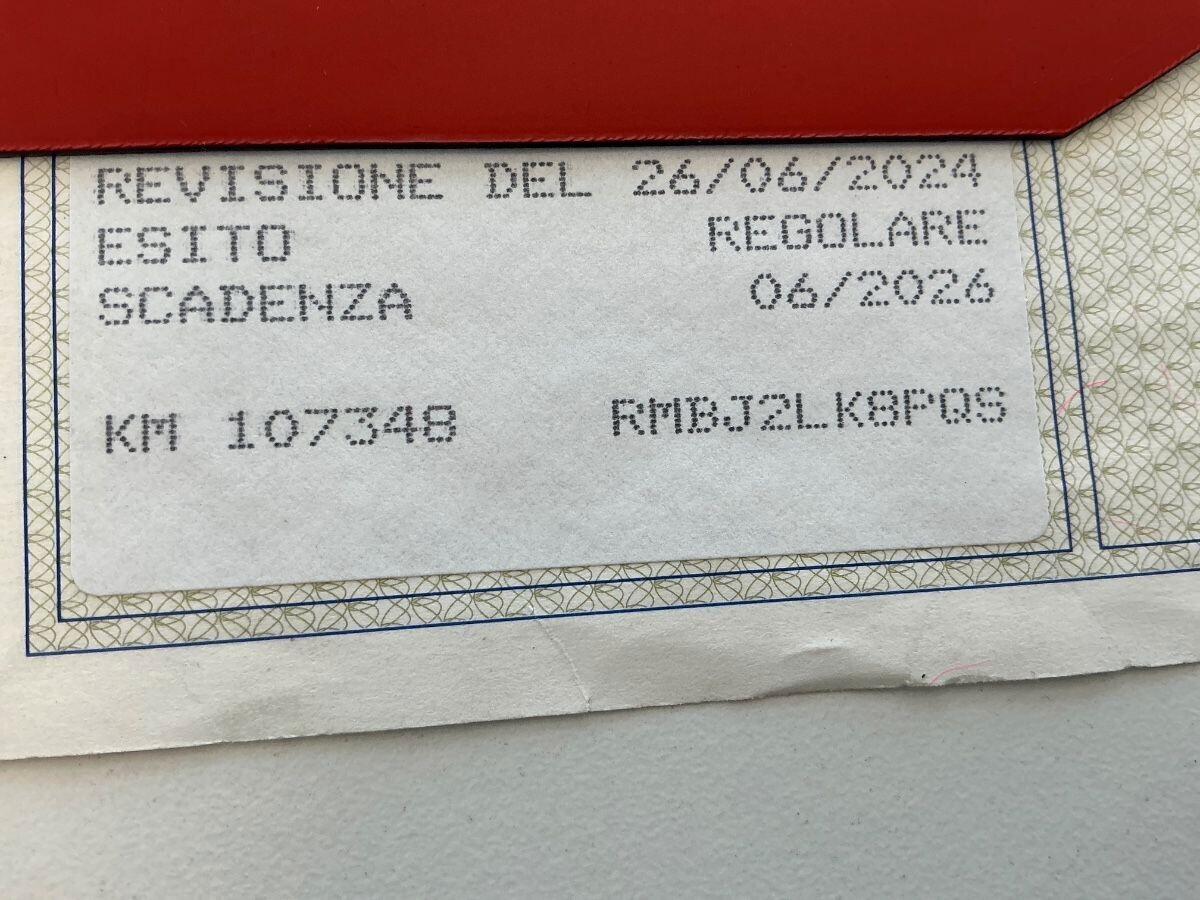 REVISIONE DEL 26/06/2024
ESITO REGOLARE
SCADENZA 06/2026
KM 107348 RMBJ2LK8PQS